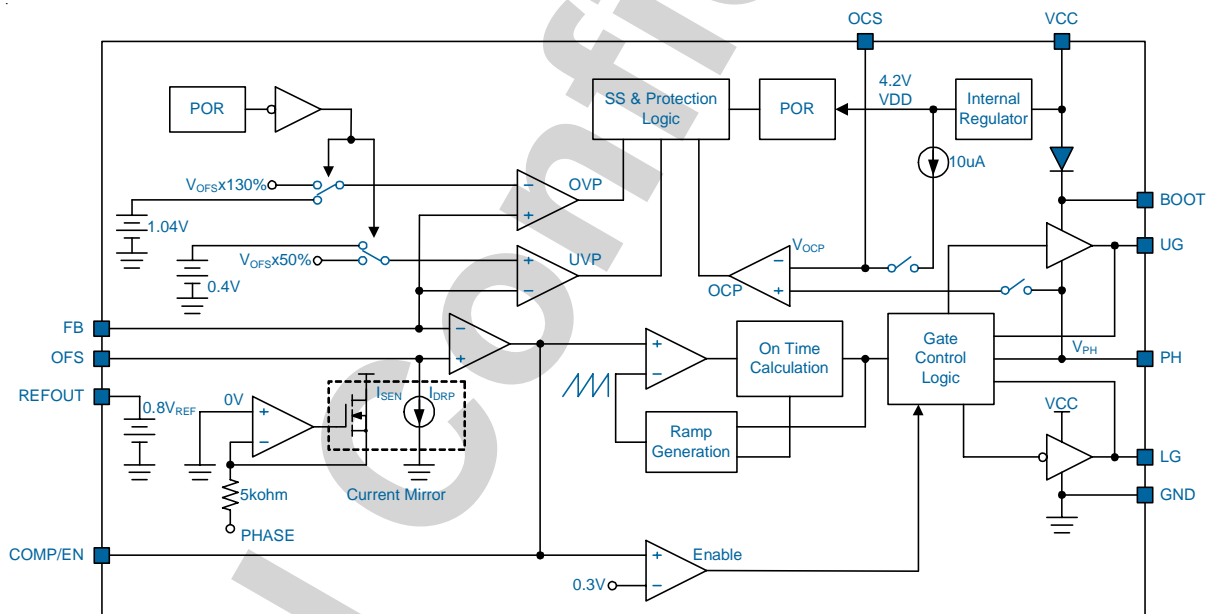 OCS
VCC
POR
SS & Protection
Logic
POR
4.2V
VDD
Internal
Regulator
10uA
VOFSx130%
1.04V
−
+
OVP
BOOT
VOFSx50%
0.4V
+
−
UVP
VOCP
−
+
OCP
UG
FB
OFS
−
+
+
−
On Time
Calculation
Gate
Control
Logic
VPH
PH
REFOUT
0.8VREF
0V
+
−
ISEN
IDRP
Ramp
Generation
VCC
LG
5kohm
Current Mirror
GND
PHASE
COMP/EN
+
−
Enable
0.3V
Confide